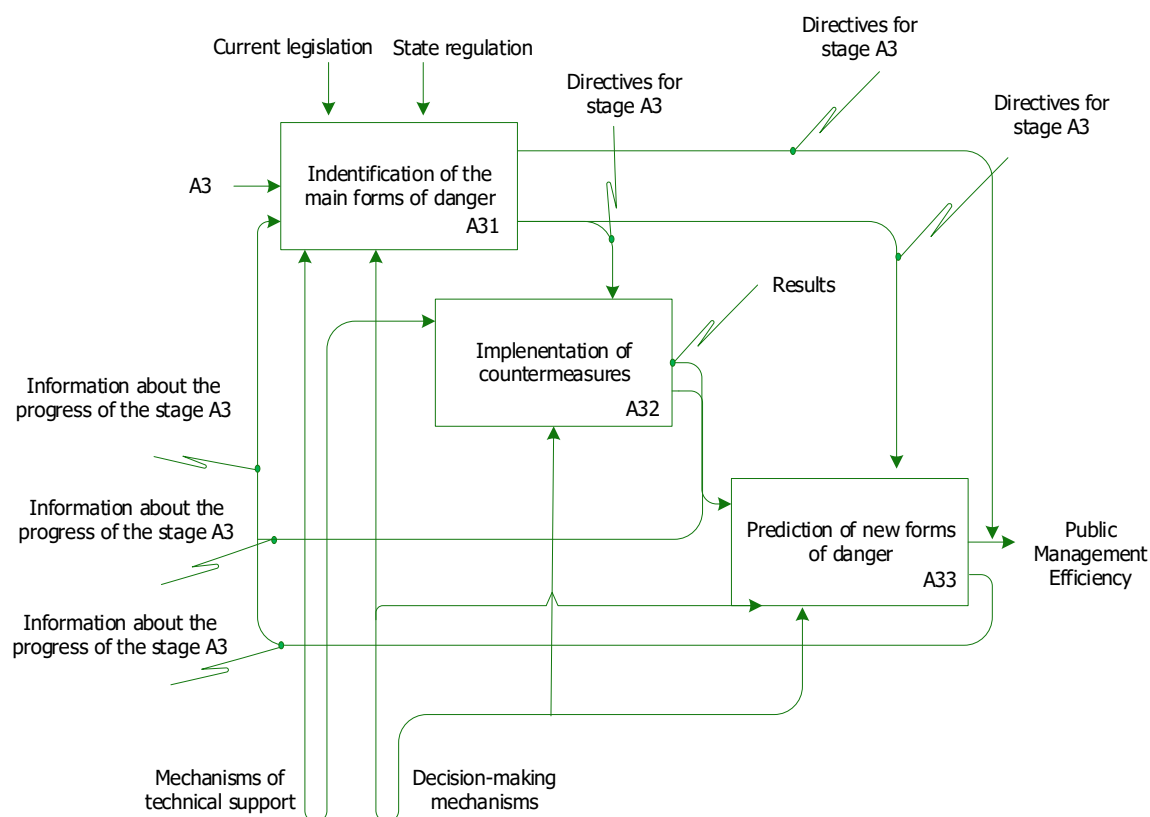 Directives for
stage A3
Current legislation
State regulation
Directives for
stage A3
Directives for
stage A3
Indentification of the
main forms of danger
A31
A3
Results
Implenentation of
countermeasures
A32
Information about the
progress of the stage A3
Information about the
progress of the stage A3
Prediction of new forms
of danger
A33
Public
Management
Efficiency
Information about the
progress of the stage A3
Mechanisms of
technical support
Decision-making
mechanisms